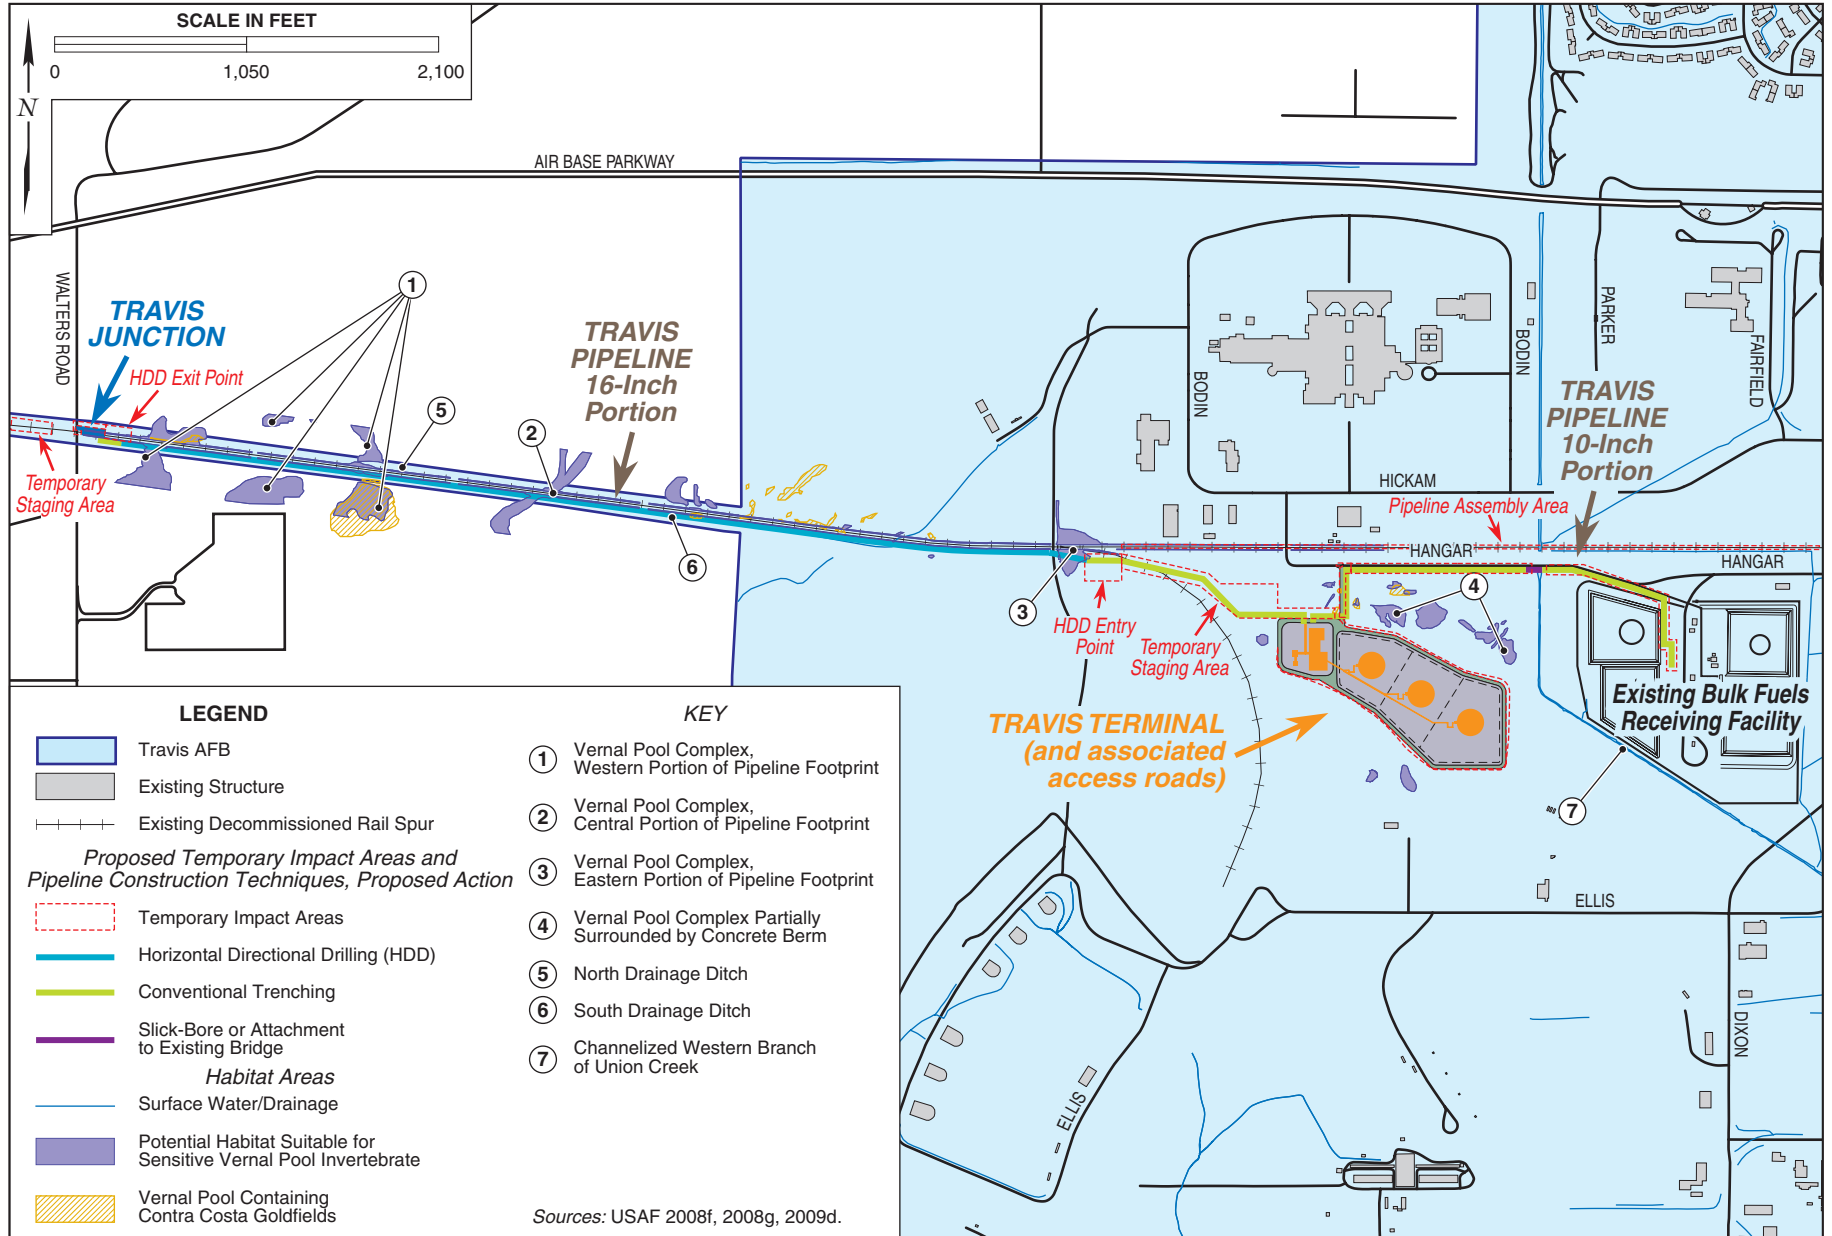 SCALE IN FEET
0 1,050 2,100
N
AIR BASE PARKWAY
WALTERS ROAD
TRAVIS
JUNCTION
HDD Exit Point
Temporary
Staging Area
1
5
2
6
TRAVIS
PIPELINE
16-Inch
Portion
3
HDD Entry
Point
Temporary
Staging Area
BODIN
BODIN
PARKER
FAIRFIELD
HICKAM
TRAVIS
PIPELINE
10-Inch
Portion
Pipeline Assembly Area
HANGAR
HANGAR
4
TRAVIS TERMINAL
(and associated
access roads)
Existing Bulk Fuels
Receiving Facility
7
ELLIS
ELLIS
DIXON
LEGEND
Travis AFB
Existing Structure
Existing Decommissioned Rail Spur
Proposed Temporary Impact Areas and
Pipeline Construction Techniques, Proposed Action
Temporary Impact Areas
Horizontal Directional Drilling (HDD)
Conventional Trenching
Slick-Bore or Attachment
to Existing Bridge
Habitat Areas
Surface Water/Drainage
Potential Habitat Suitable for
Sensitive Vernal Pool Invertebrate
Vernal Pool Containing
Contra Costa Goldfields
KEY
1 Vernal Pool Complex,
Western Portion of Pipeline Footprint
2 Vernal Pool Complex,
Central Portion of Pipeline Footprint
3 Vernal Pool Complex,
Eastern Portion of Pipeline Footprint
4 Vernal Pool Complex Partially
Surrounded by Concrete Berm
5 North Drainage Ditch
6 South Drainage Ditch
7 Channelized Western Branch
of Union Creek
Sources: USAF 2008f, 2008g, 2009d.